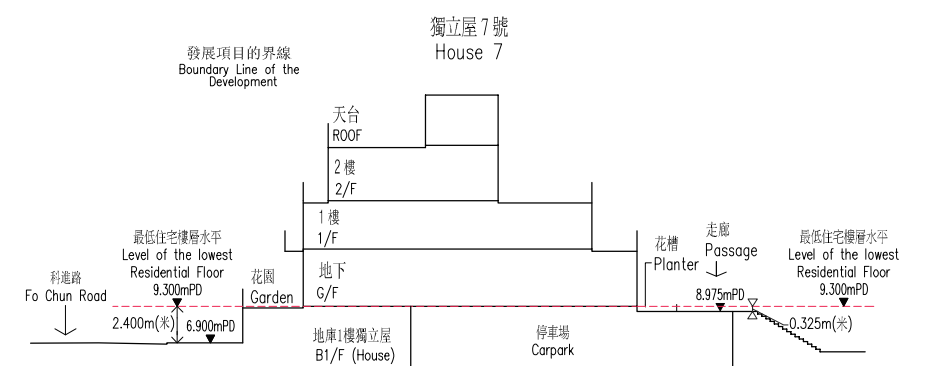 獨立屋7號
House 7
發展項目的界線
Boundary Line of the
Development
天台
ROOF
2樓
2/F
1樓
1/F
地下
G/F
最低住宅樓層水平
Level of the lowest
Residential Floor
9.300mPD
科進路
Fo Chun Road
2.400m(米)
6.900mPD
花園
Garden
花槽
Planter
走廊
Passage
8.975mPD
最低住宅樓層水平
Level of the lowest
Residential Floor
9.300mPD
0.325m(米)
地庫1樓獨立屋
B1/F (House)
停車場
Carpark